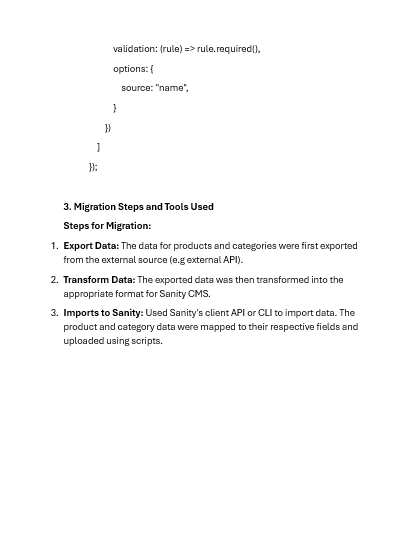 validation: (rule) => rule.required(),
options: {
source: "name",
}
})
]
});
3. Migration Steps and Tools Used
Steps for Migration:
1. Export Data: The data for products and categories were first exported
from the external source (e.g external API).
2. Transform Data: The exported data was then transformed into the
appropriate format for Sanity CMS.
3. Imports to Sanity: Used Sanity's client API or CLI to import data. The
product and category data were mapped to their respective fields and
uploaded using scripts.